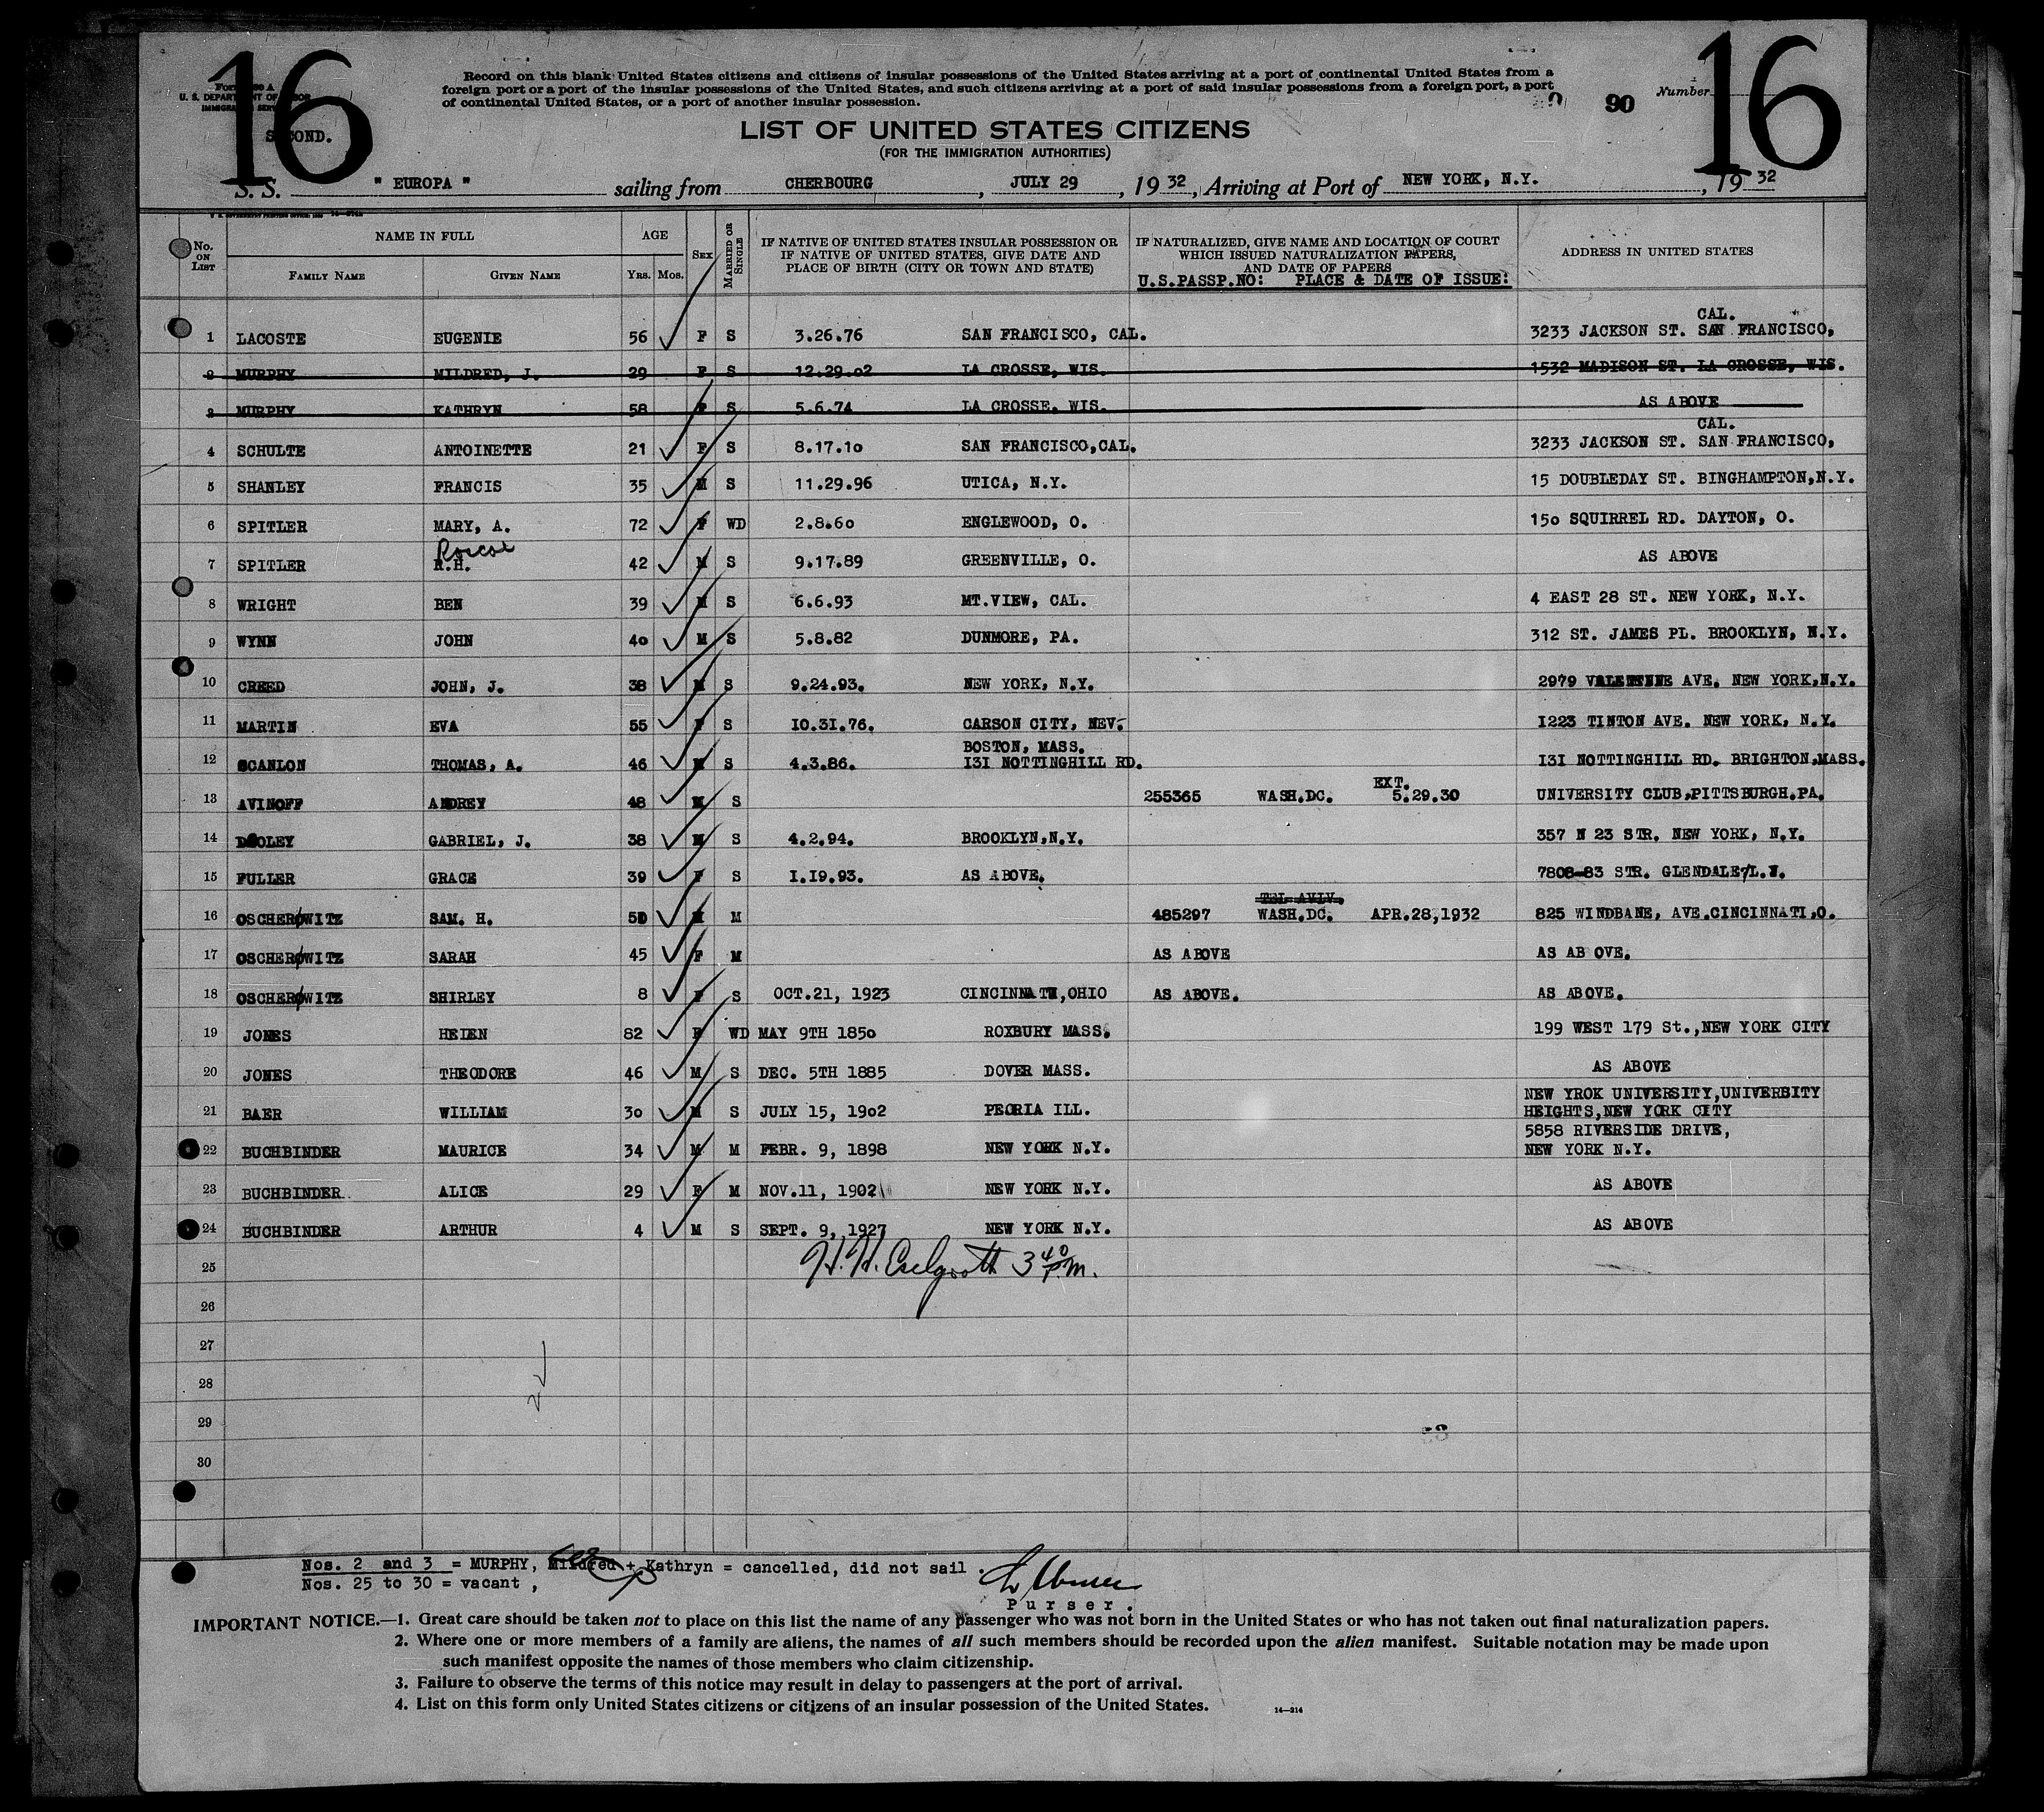 16 16
Form 630 A
U. S. DEPARTMENT OF LABOR
IMMIGRATION SERVICE
Record on this blank United States citizens and citizens of insular possessions of the United States arriving at a port of continental United States from a
foreign port or a port of the insular possessions of the United States, and such citizens arriving at a port of said insular possessions from a foreign port, a port
of continental United States, or a port of another insular possession.
90 Number
SECOND.
LIST OF UNITED STATES CITIZENS
(FOR THE IMMIGRATION AUTHORITIES)
S. S. " EUROPA " sailing from CHERBOURG , JULY 29 , 19 32 , Arriving at Port of NEW YORK, N.Y. , 19 32
No. ON LIST NAME IN FULL FAMILY NAME GIVEN NAME AGE YRS. MOS. SEX MARRIED OR SINGLE
IF NATIVE OF UNITED STATES INSULAR POSSESSION OR
IF NATIVE OF UNITED STATES, GIVE DATE AND
PLACE OF BIRTH (CITY OR TOWN AND STATE)
IF NATURALIZED, GIVE NAME AND LOCATION OF COURT
WHICH ISSUED NATURALIZATION PAPERS,
AND DATE OF PAPERS
U.S.PASSP.NO: PLACE & DATE OF ISSUE:
ADDRESS IN UNITED STATES
CAL.
1 LACOSTE EUGENIE 56 F S 3.26.76 SAN FRANCISCO, CAL. 3233 JACKSON ST. SAN FRANCISCO,
2 MURPHY MILDRED, J. 29 F S 12.29.02 LA CROSSE, WIS. 1532 MADISON ST. LA CROSSE, WIS.
3 MURPHY KATHRYN 58 F S 5.6.74 LA CROSSE. WIS. AS ABOVE
CAL.
4 SCHULTE ANTOINETTE 21 F S 8.17.10 SAN FRANCISCO,CAL. 3233 JACKSON ST. SAN FRANCISCO,
5 SHANLEY FRANCIS 35 M S 11.29.96 UTICA, N.Y. 15 DOUBLEDAY ST. BINGHAMPTON,N.Y.
6 SPITLER MARY, A. 72 F WD 2.8.60 ENGLEWOOD, O. 150 SQUIRREL RD. DAYTON, O.
Roscoe
7 SPITLER R.H. 42 M S 9.17.89 GREENVILLE, O. AS ABOVE
8 WRIGHT BEN 39 M S 6.6.93 MT.VIEW, CAL. 4 EAST 28 ST. NEW YORK, N.Y.
9 WYNN JOHN 40 M S 5.8.82 DUNMORE, PA. 312 ST. JAMES PL. BROOKLYN, N.Y.
10 CREED JOHN, J. 38 M S 9.24.93. NEW YORK, N.Y. 2979 VALENTINE AVE. NEW YORK,N.Y.
11 MARTIN EVA 55 F S 10.31.76. CARSON CITY, NEV. 1223 TINTON AVE. NEW YORK, N.Y.
BOSTON, MASS.
12 SCANLON THOMAS, A. 46 M S 4.3.86. 131 NOTTINGHILL RD. 131 NOTTINGHILL RD. BRIGHTON,MASS.
EXT.
13 AVINOFF ANDREY 48 M S 255365 WASH.DC. 5.29.30 UNIVERSITY CLUB,PITTSBURGH.PA.
14 DOOLEY GABRIEL, J. 38 M S 4.2.94. BROOKLYN,N.Y. 357 N 23 STR. NEW YORK, N.Y.
15 FULLER GRACE 39 F S 1.19.93. AS ABOVE. 7808-83 STR. GLENDALE,L.I.
TEL AVIV.
16 OSCHEROWITZ SAM. H. 50 M M 485297 WASH.DC. APR.28,1932 825 WINDBANE, AVE.CINCINNATI,O.
17 OSCHEROWITZ SARAH 45 F M AS ABOVE AS AB OVE.
18 OSCHEROWITZ SHIRLEY 8 F S OCT.21, 1923 CINCINNATI,OHIO AS ABOVE. AS ABOVE.
19 JONES HELEN 82 F WD MAY 9TH 1850 ROXBURY MASS. 199 WEST 179 St.,NEW YORK CITY
20 JONES THEODORE 46 M S DEC. 5TH 1885 DOVER MASS. AS ABOVE
NEW YROK UNIVERSITY,UNIVERSITY
21 BAER WILLIAM 30 M S JULY 15, 1902 PEORIA ILL. HEIGHTS,NEW YORK CITY
5858 RIVERSIDE DRIVE,
22 BUCHBINDER MAURICE 34 M M FEBR. 9, 1898 NEW YORK N.Y. NEW YORK N.Y.
23 BUCHBINDER ALICE 29 F M NOV.11, 1902 NEW YORK N.Y. AS ABOVE
24 BUCHBINDER ARTHUR 4 M S SEPT. 9, 1927 NEW YORK N.Y. AS ABOVE
25 H.H. 3 40 P.M.
26
27
28
29
30
Nos. 2 and 3 = MURPHY, Mildred + Kathryn = cancelled, did not sail .
Nos. 25 to 30 = vacant ,
Purser.
IMPORTANT NOTICE.—1. Great care should be taken not to place on this list the name of any passenger who was not born in the United States or who has not taken out final naturalization papers.
2. Where one or more members of a family are aliens, the names of all such members should be recorded upon the alien manifest. Suitable notation may be made upon
such manifest opposite the names of those members who claim citizenship.
3. Failure to observe the terms of this notice may result in delay to passengers at the port of arrival.
4. List on this form only United States citizens or citizens of an insular possession of the United States.
14—214